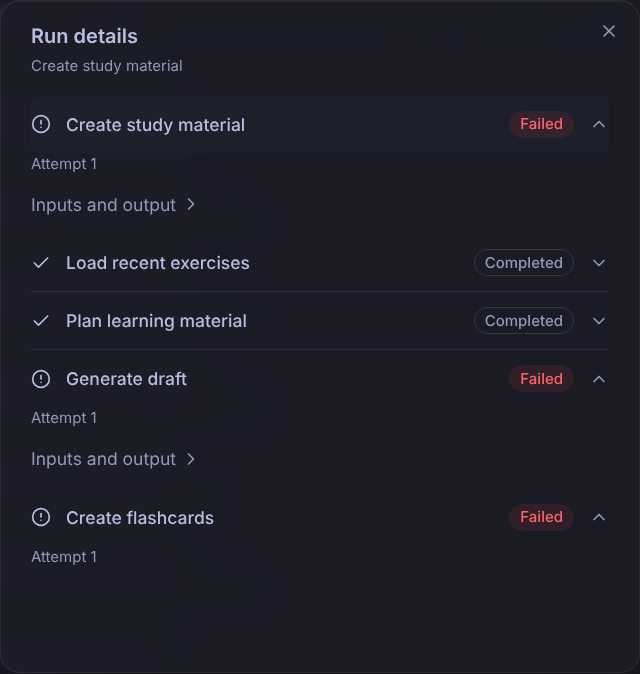 Run details
Create study material
Create study material Failed
Attempt 1
Inputs and output
Load recent exercises Completed
Plan learning material Completed
Generate draft Failed
Attempt 1
Inputs and output
Create flashcards Failed
Attempt 1